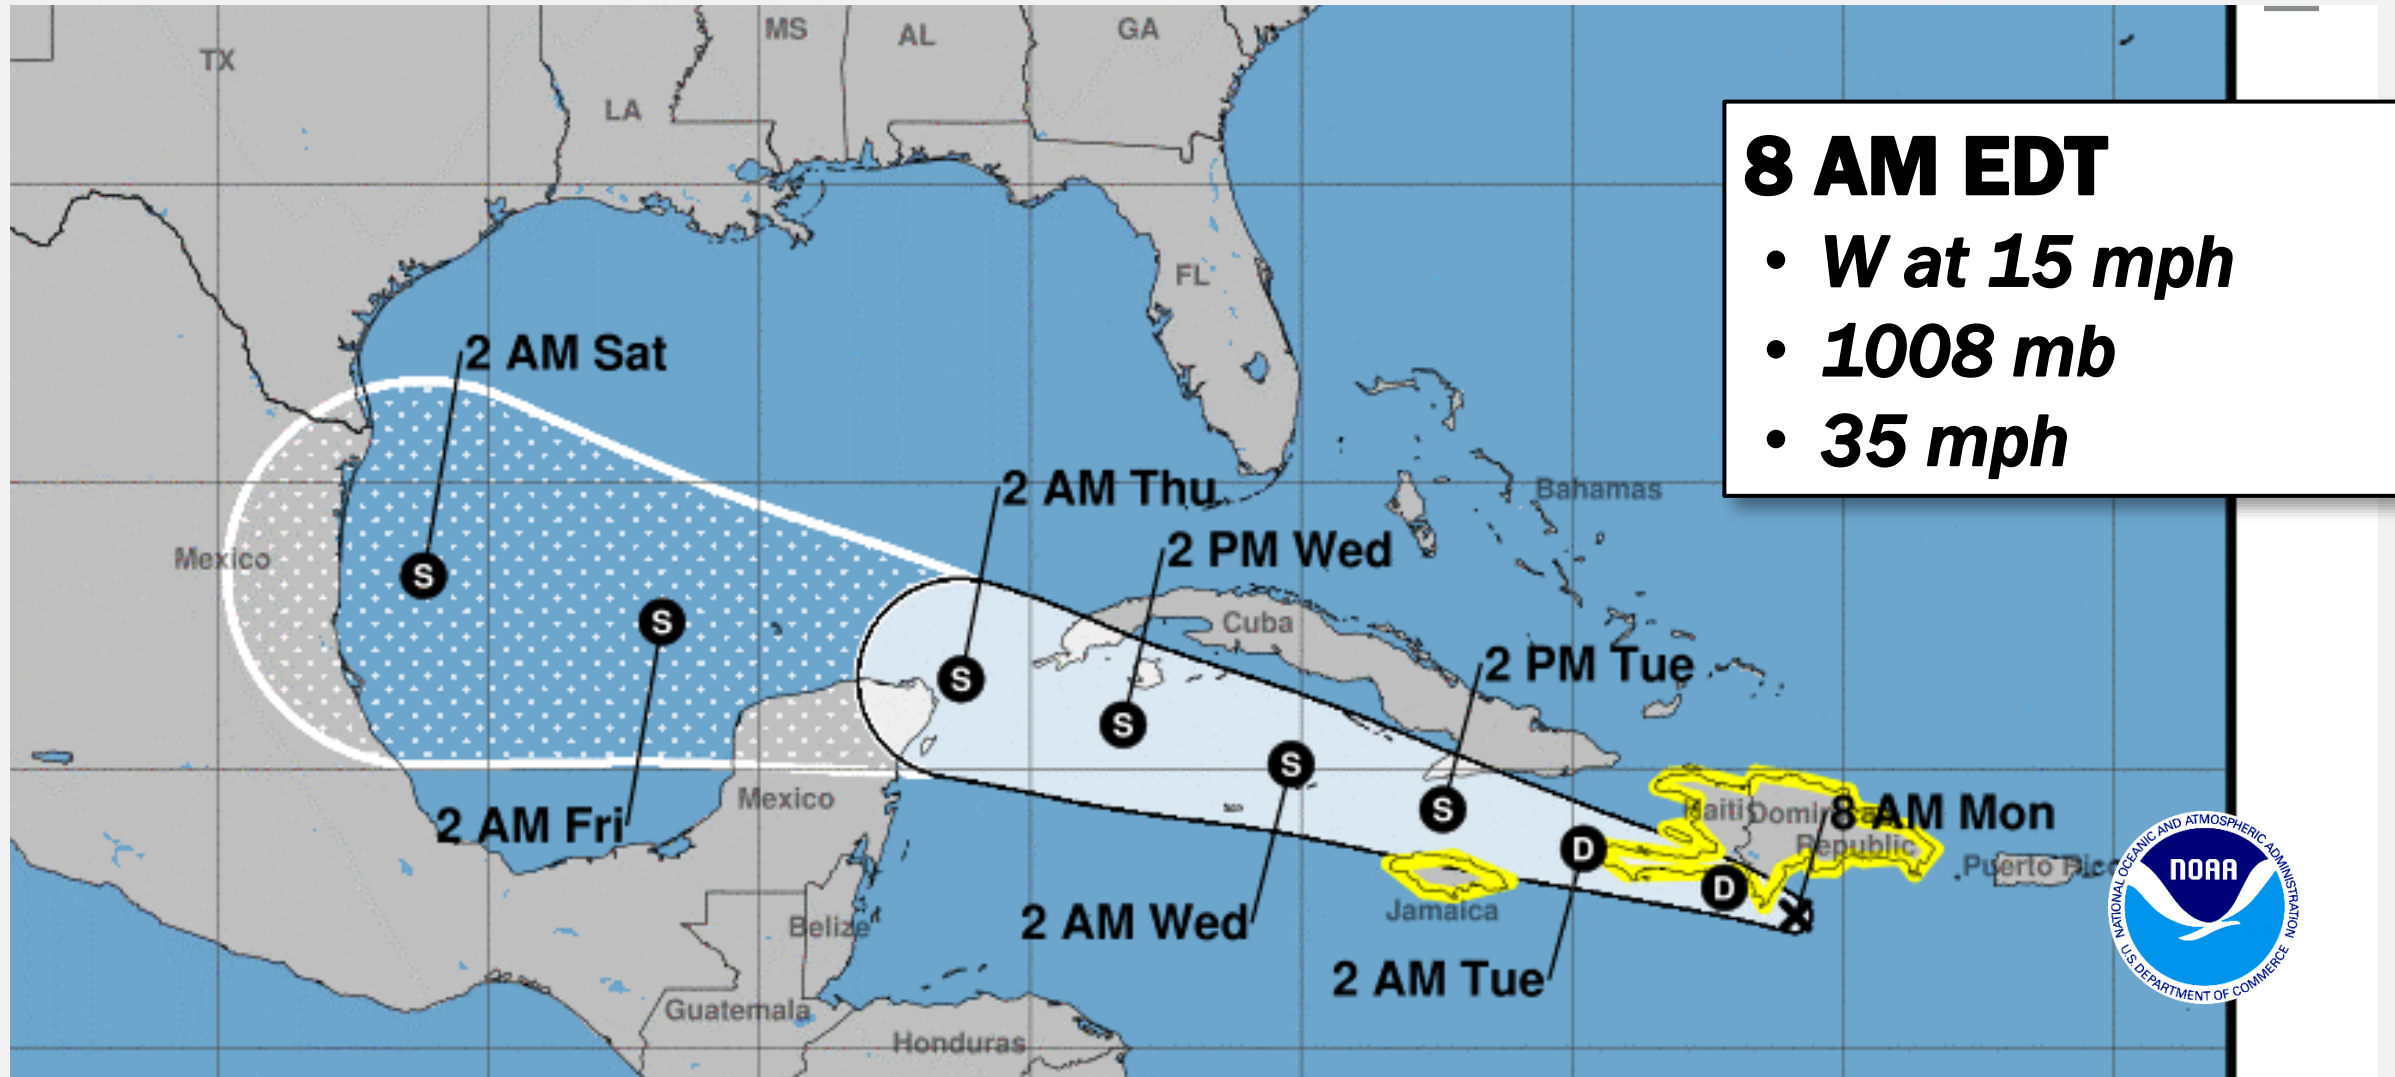 TX
MS
AL
GA
LA
FL
8 AM EDT
• W at 15 mph
• 1008 mb
• 35 mph
2 AM Sat
2 AM Thu
Bahamas
2 PM Wed
Mexico
S
S
Cuba
2 PM Tue
S
S
S
S
2 AM Fri
Mexico
D
Haiti
Dominican
Republic
8 AM Mon
Puerto Rico
D
X
Jamaica
2 AM Wed
Belize
2 AM Tue
Guatemala
Honduras
NATIONAL OCEANIC AND ATMOSPHERIC ADMINISTRATION
NOAA
U.S. DEPARTMENT OF COMMERCE